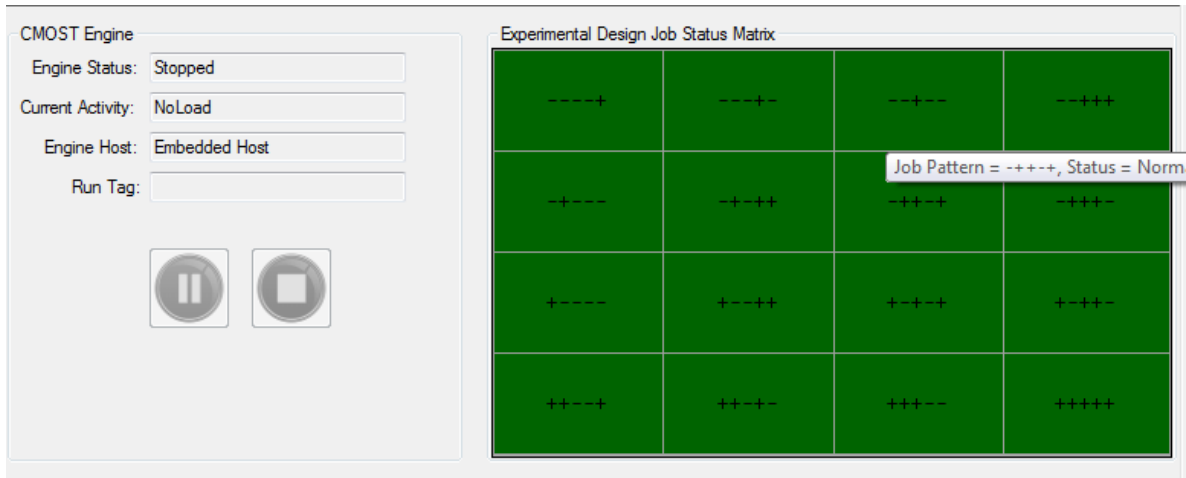 CMOST Engine
Engine Status: Stopped
Current Activity: NoLoad
Engine Host: Embedded Host
Run Tag:
Experimental Design Job Status Matrix
----+ ---+- --+-- --+++
Job Pattern = -++-+, Status = Norma
-+--- -+-++ -++-+ -+++-
+---- +--++ +-+-+ +-++-
++--+ ++-+- +++-- +++++